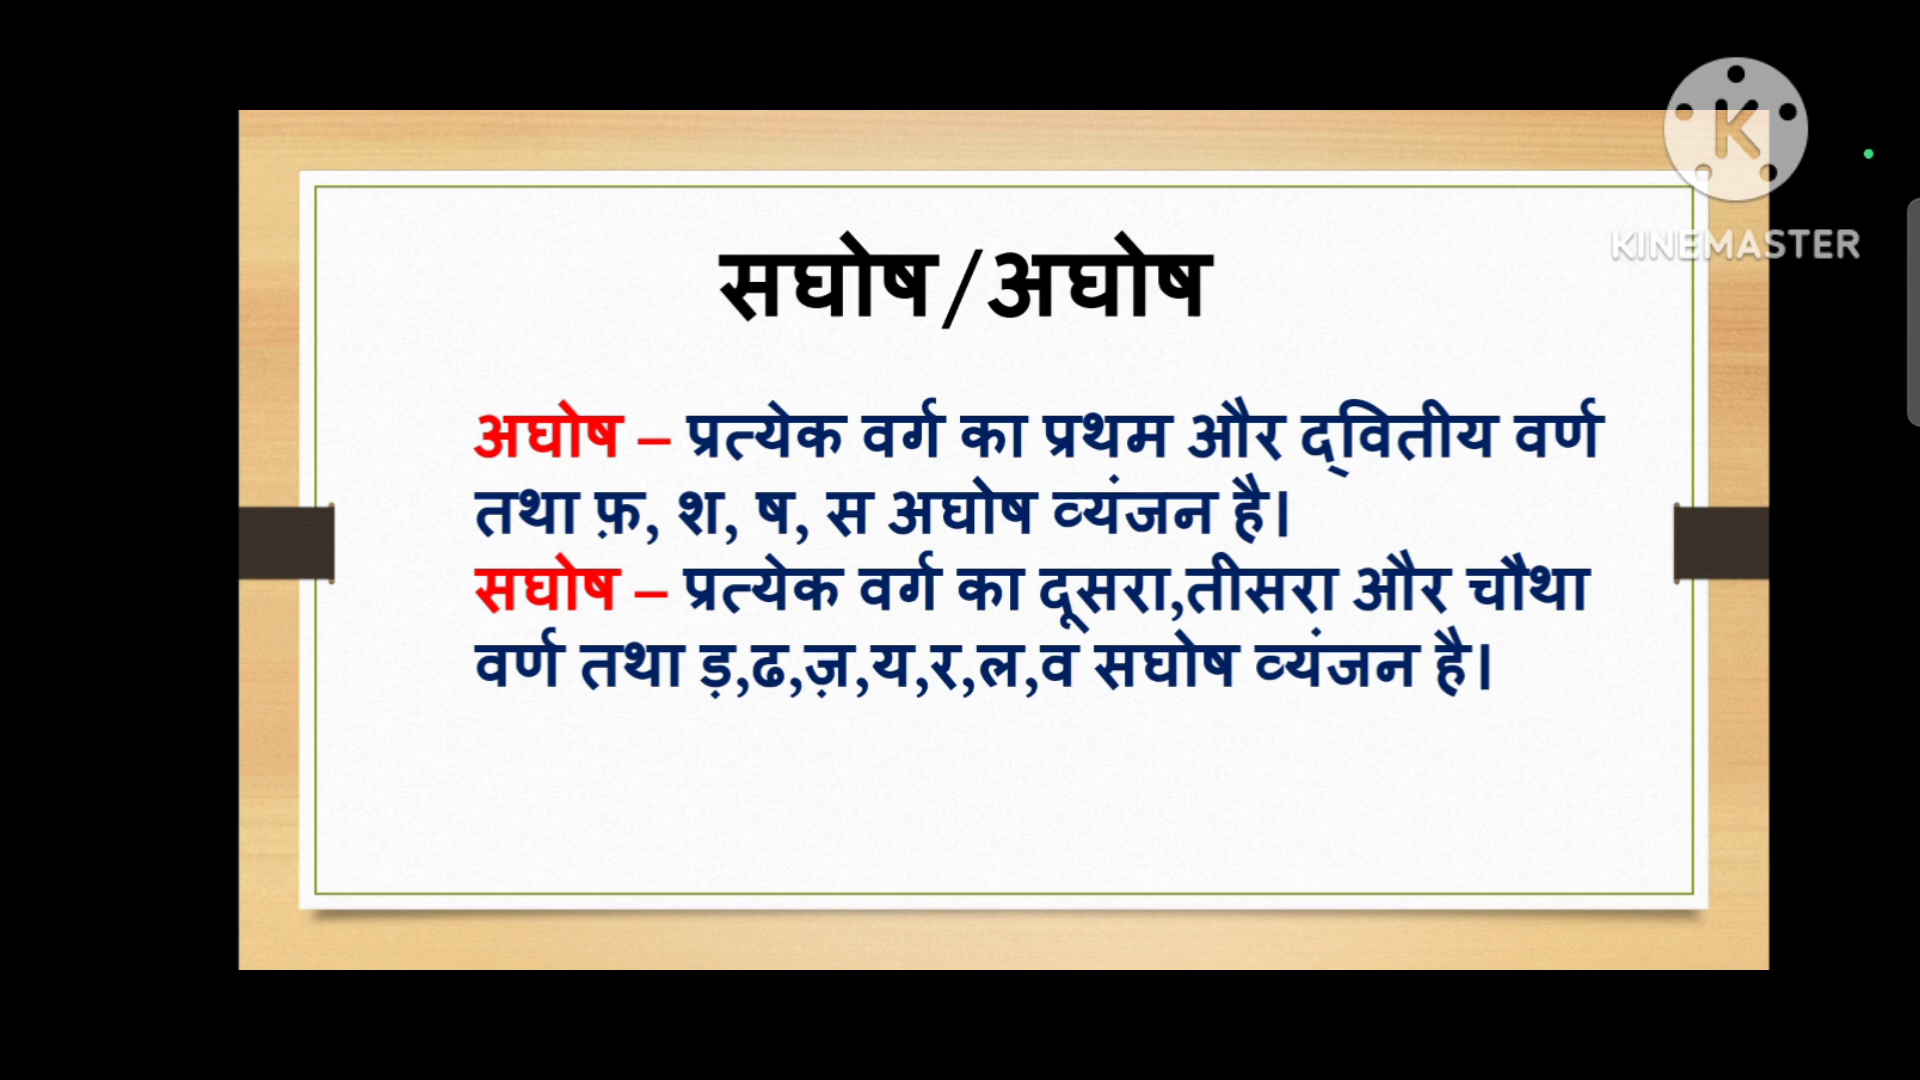 KINEMASTER
सघोष/अघोष
अघोष – प्रत्येक वर्ग का प्रथम और द्‌वितीय वर्ण
तथा फ़, श, ष, स अघोष व्यंजन है।
सघोष – प्रत्येक वर्ग का दूसरा,तीसरा और चौथा
वर्ण तथा ड़,ढ,ज़,य,र,ल,व सघोष व्यंजन है।